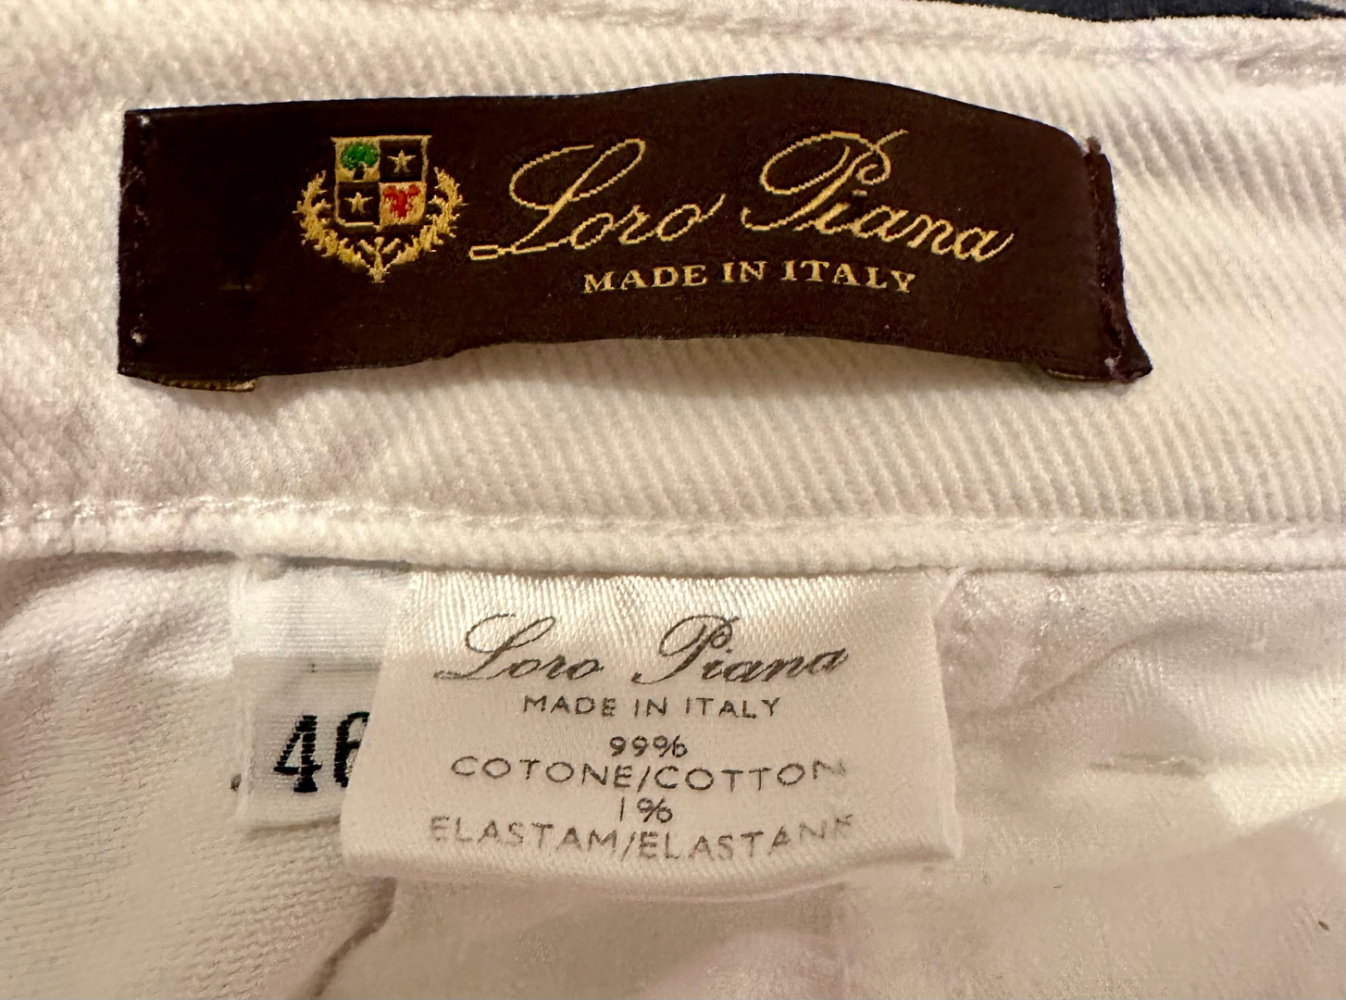 Loro Piana
MADE IN ITALY
Loro Piana
MADE IN ITALY
99%
COTONE/COTTON
1%
ELASTAM/ELASTANE
46